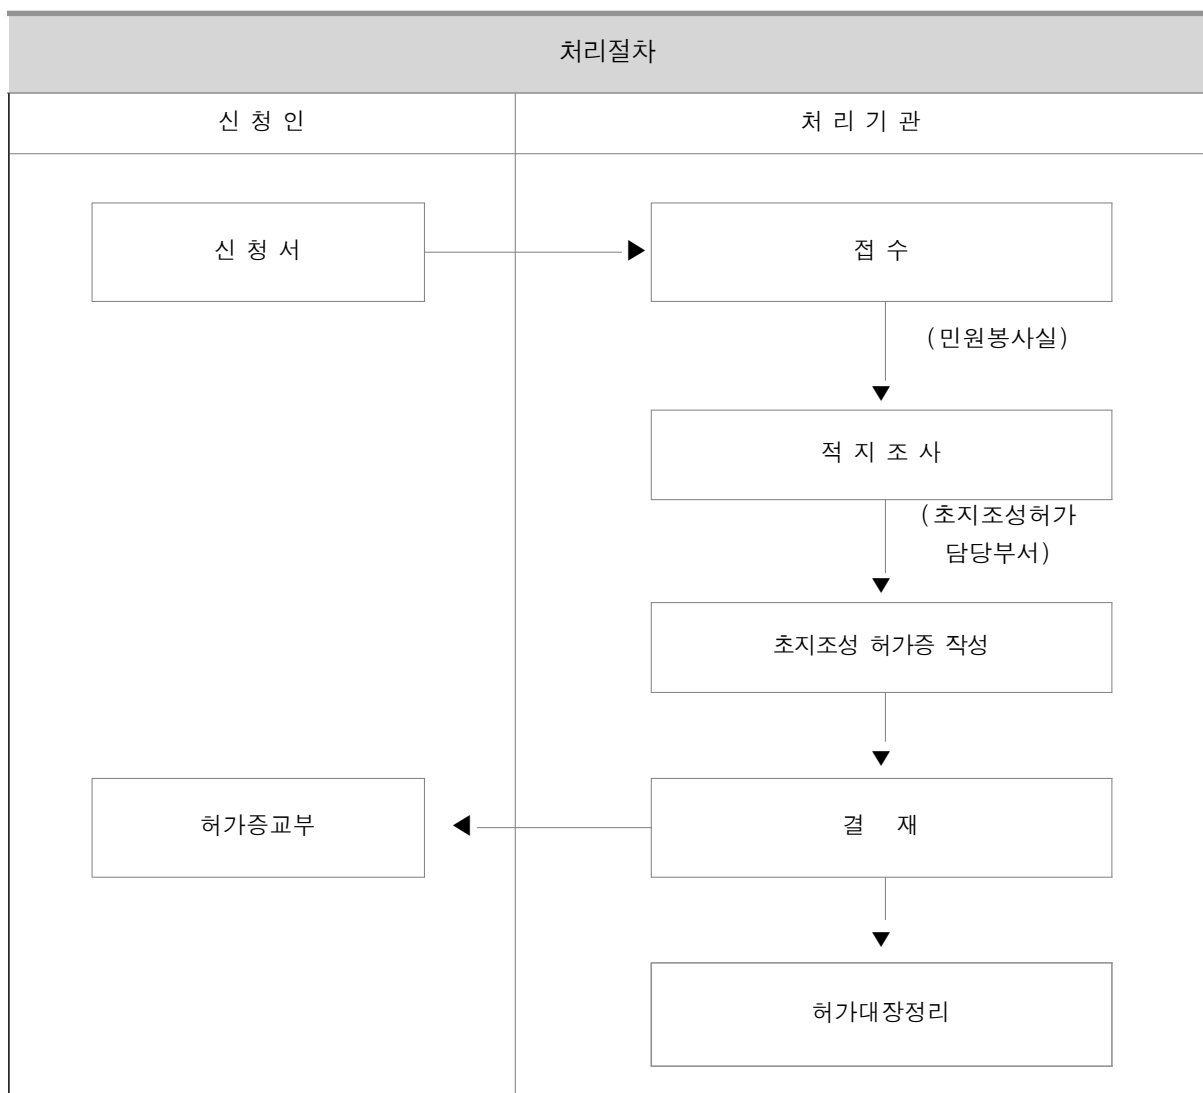 처리절차
신 청 인
처 리 기 관
신 청 서
접 수
(민원봉사실)
적 지 조 사
(초지조성허가
담당부서)
초지조성 허가증 작성
허가증교부
결 재
허가대장정리